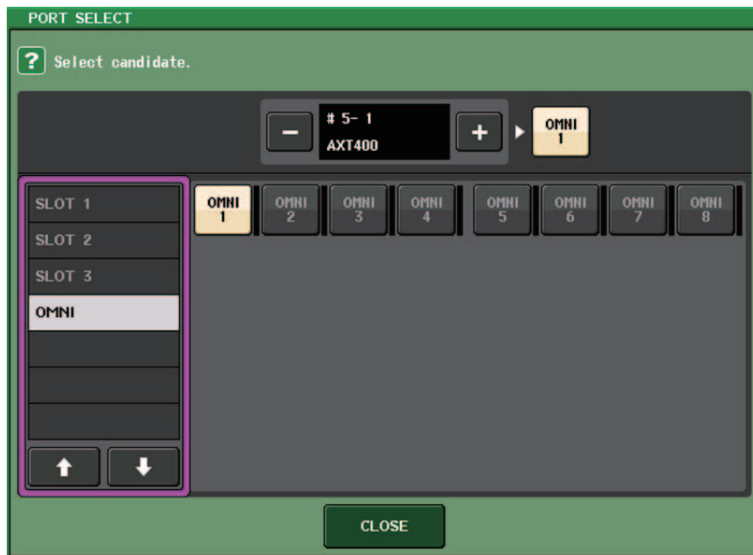 PORT SELECT
? Select candidate.
# 5- 1
AXT400
− +
OMNI
1
SLOT 1
SLOT 2
SLOT 3
OMNI
OMNI
1
OMNI
2
OMNI
3
OMNI
4
OMNI
5
OMNI
6
OMNI
7
OMNI
8
CLOSE